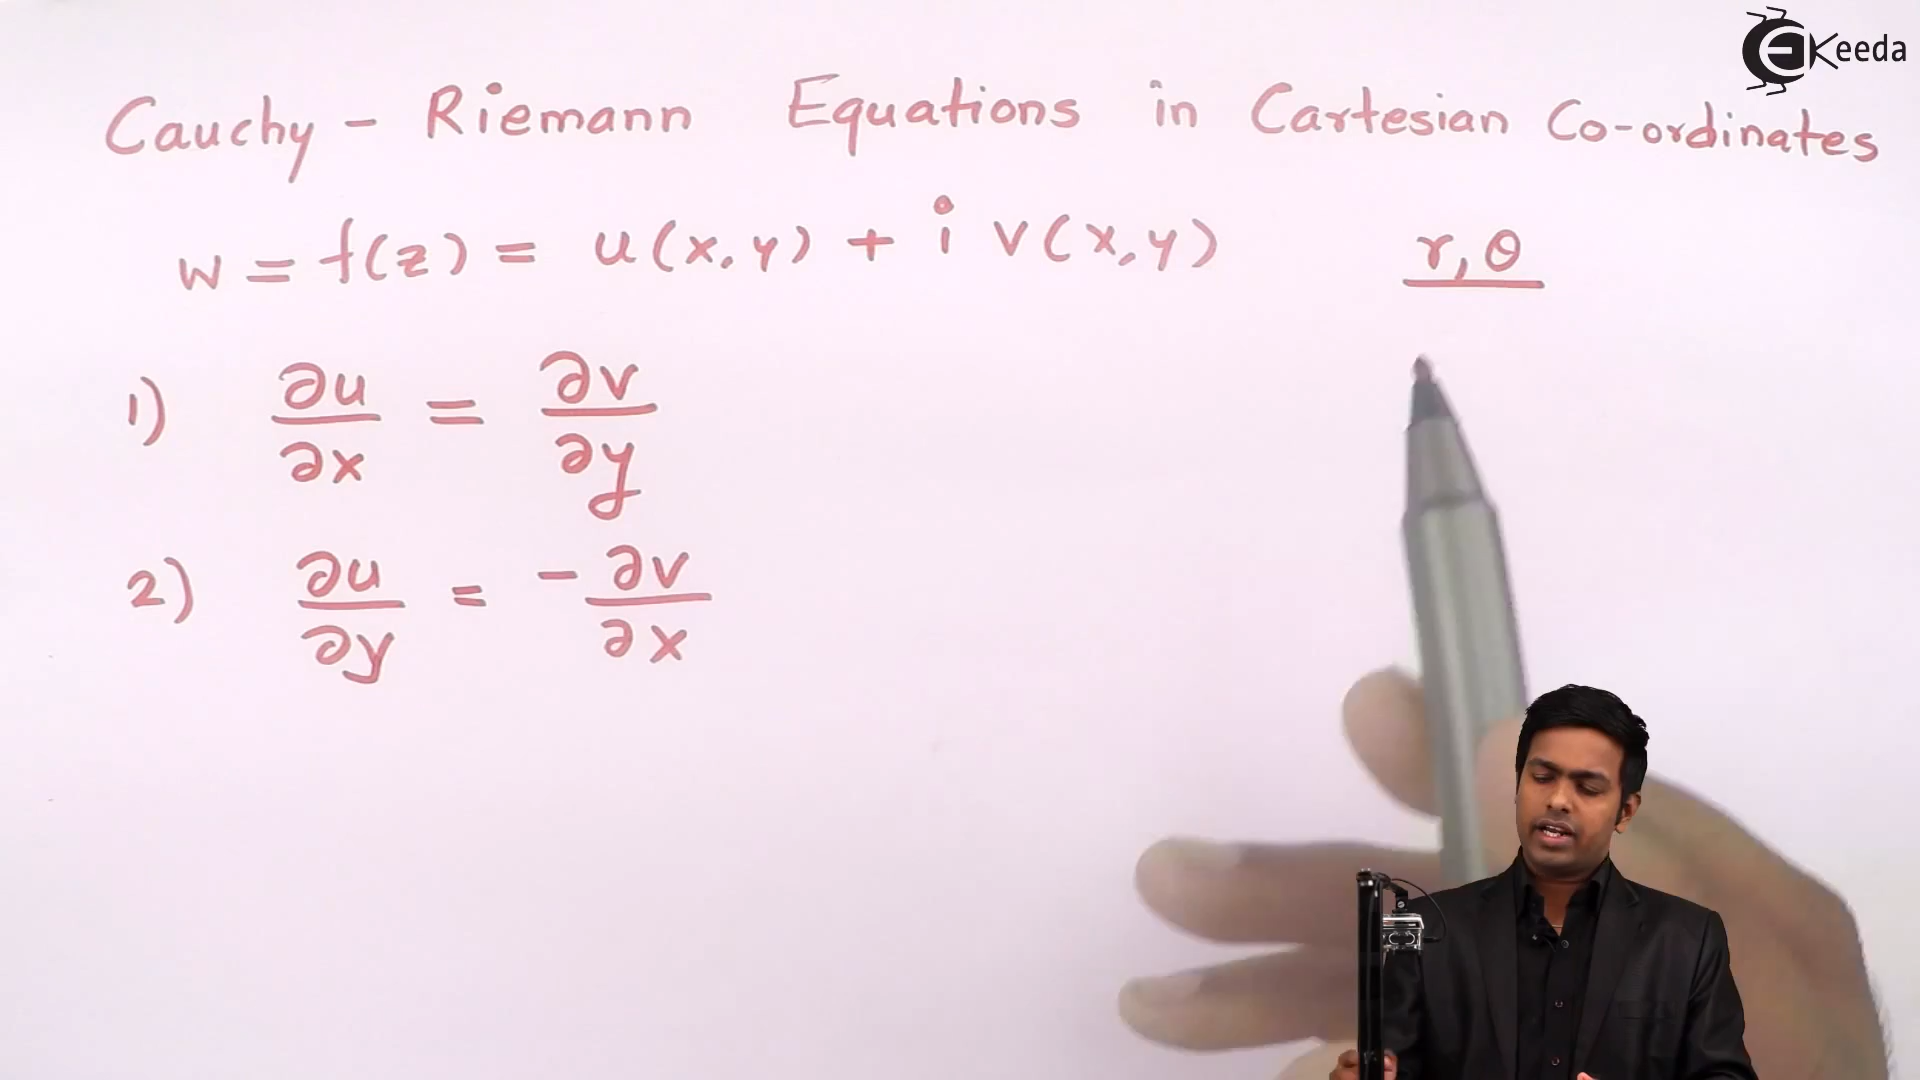 EKeeda
Cauchy - Riemann Equations in Cartesian Co-ordinates
w = f(z) = u(x,y) + i v(x,y) r, θ
1) ∂u/∂x = ∂v/∂y
2) ∂u/∂y = - ∂v/∂x